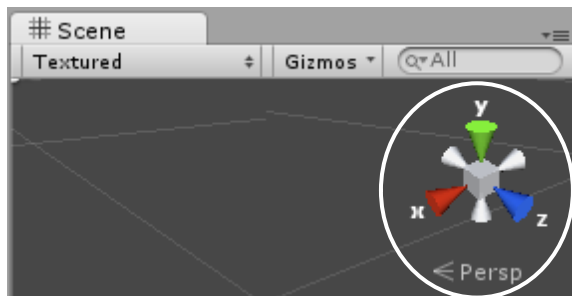 Scene
Textured Gizmos All
y
x
z
Persp